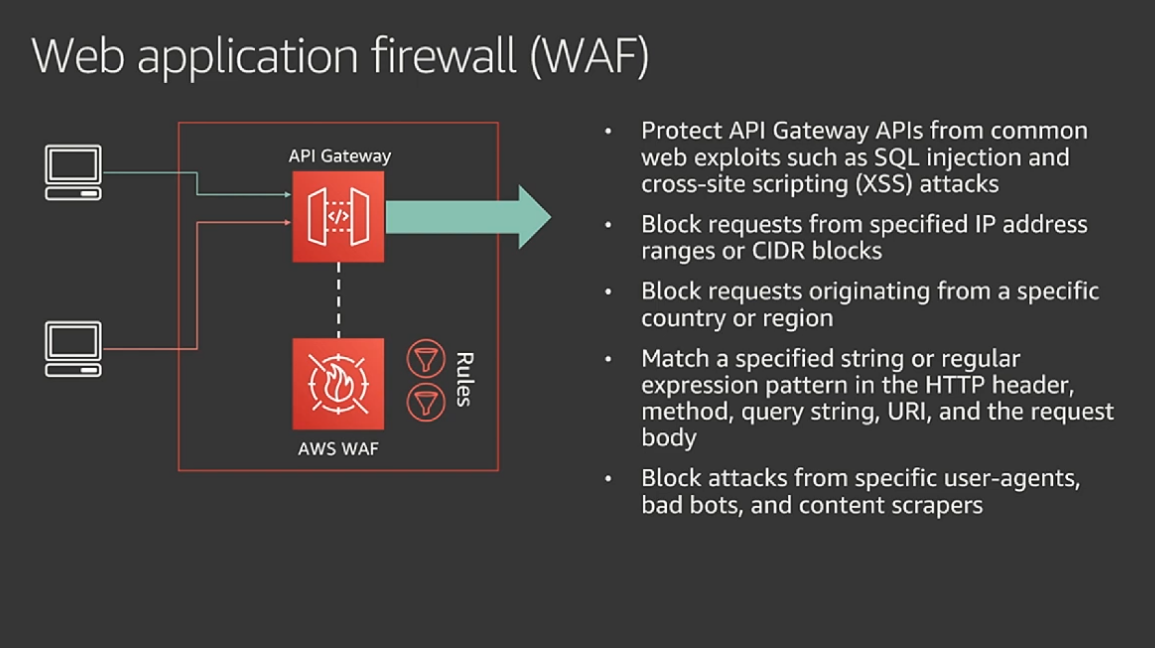 Web application firewall (WAF)
API Gateway
AWS WAF
Rules
• Protect API Gateway APIs from common
web exploits such as SQL injection and
cross-site scripting (XSS) attacks
• Block requests from specified IP address
ranges or CIDR blocks
• Block requests originating from a specific
country or region
• Match a specified string or regular
expression pattern in the HTTP header,
method, query string, URI, and the request
body
• Block attacks from specific user-agents,
bad bots, and content scrapers